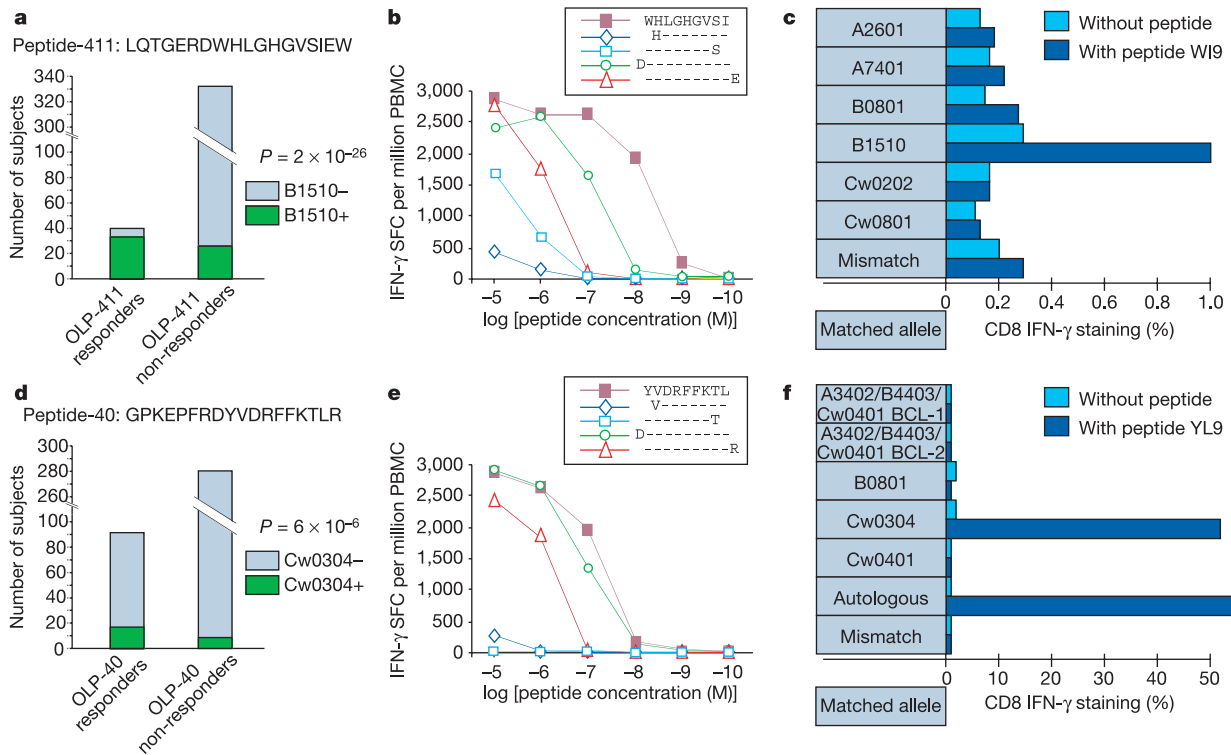 a
Peptide-411: LQTGERDWHLGHGVSIEW
Number of subjects
340
320
300
100
80
60
40
20
0
P = 2 × 10⁻²⁶
B1510–
B1510+
OLP-411
responders
OLP-411
non-responders
b
WHLGHGVSI
H-------
--------S
D---------
---------E
IFN-γ SFC per million PBMC
3,000
2,500
2,000
1,500
1,000
500
0
–5 –6 –7 –8 –9 –10
log [peptide concentration (M)]
c
Without peptide
With peptide WI9
A2601
A7401
B0801
B1510
Cw0202
Cw0801
Mismatch
0 0.2 0.4 0.6 0.8 1.0
Matched allele
CD8 IFN-γ staining (%)
d
Peptide-40: GPKEPFRDYVDRFFKTLR
Number of subjects
300
280
260
100
80
60
40
20
0
P = 6 × 10⁻⁶
Cw0304–
Cw0304+
OLP-40
responders
OLP-40
non-responders
e
YVDRFFKTL
V-------
--------T
D---------
---------R
IFN-γ SFC per million PBMC
3,000
2,500
2,000
1,500
1,000
500
0
–5 –6 –7 –8 –9 –10
log [peptide concentration (M)]
f
Without peptide
With peptide YL9
A3402/B4403/
Cw0401 BCL-1
A3402/B4403/
Cw0401 BCL-2
B0801
Cw0304
Cw0401
Autologous
Mismatch
0 10 20 30 40 50
Matched allele
CD8 IFN-γ staining (%)